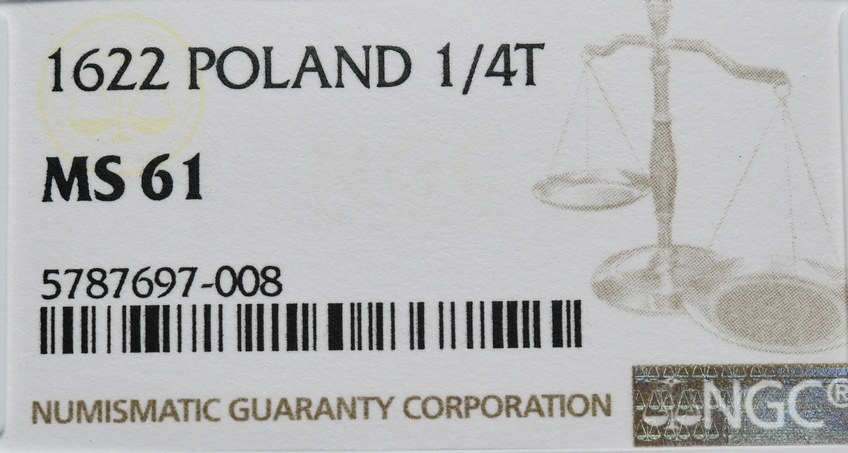 1622 POLAND 1/4T
MS 61
5787697-008
NUMISMATIC GUARANTY CORPORATION
NGC®